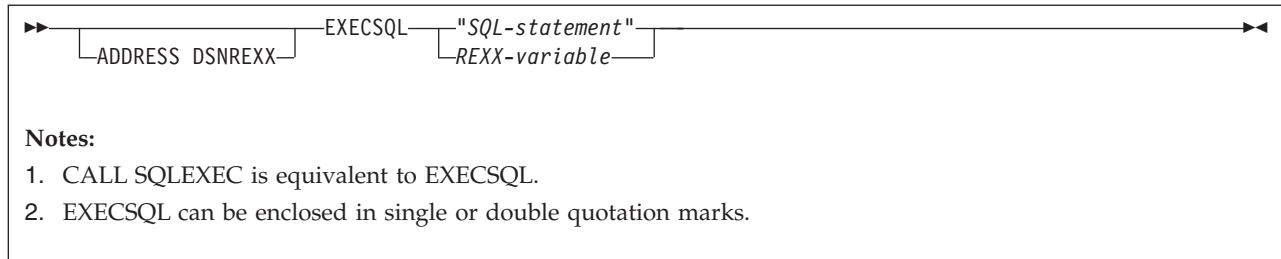 EXECSQL "SQL-statement"
ADDRESS DSNREXX REXX-variable
Notes:
1. CALL SQLEXEC is equivalent to EXECSQL.
2. EXECSQL can be enclosed in single or double quotation marks.